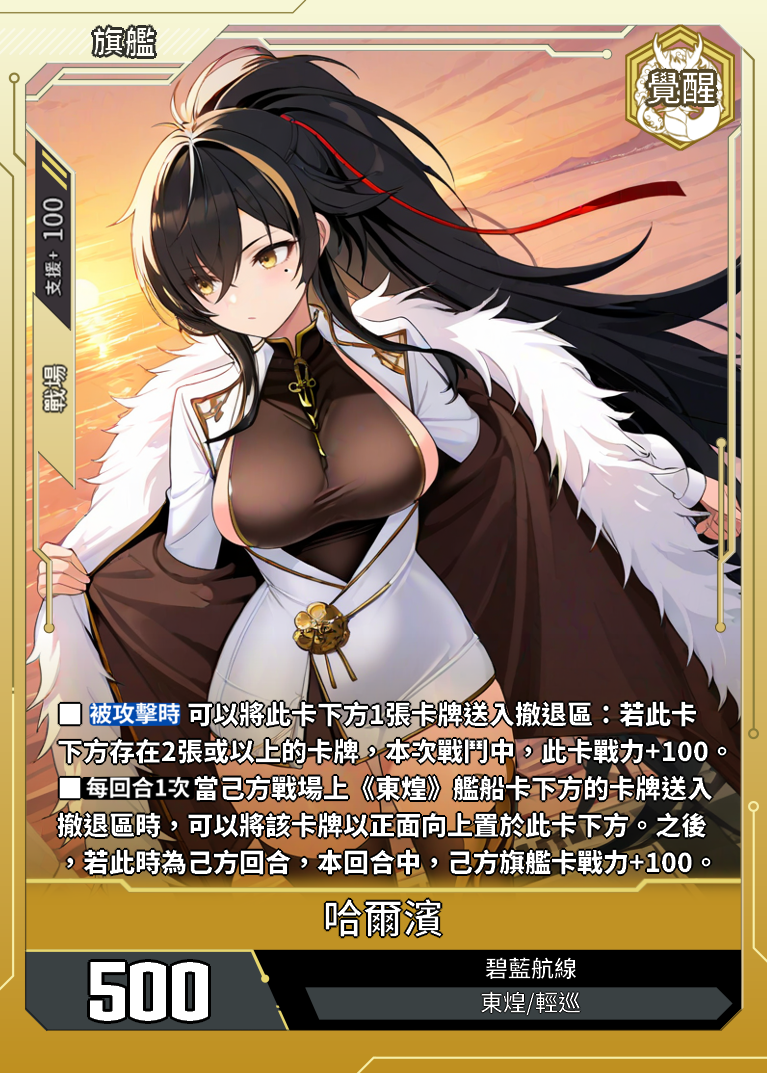 旗艦
覺醒
支援+ 100
戰場
■ 被攻擊時 可以將此卡下方1張卡牌送入撤退區：若此卡
下方存在2張或以上的卡牌，本次戰鬥中，此卡戰力+100。
■ 每回合1次 當己方戰場上《東煌》艦船卡下方的卡牌送入
撤退區時，可以將該卡牌以正面向上置於此卡下方。之後
，若此時為己方回合，本回合中，己方旗艦卡戰力+100。
哈爾濱
500
碧藍航線
東煌/輕巡